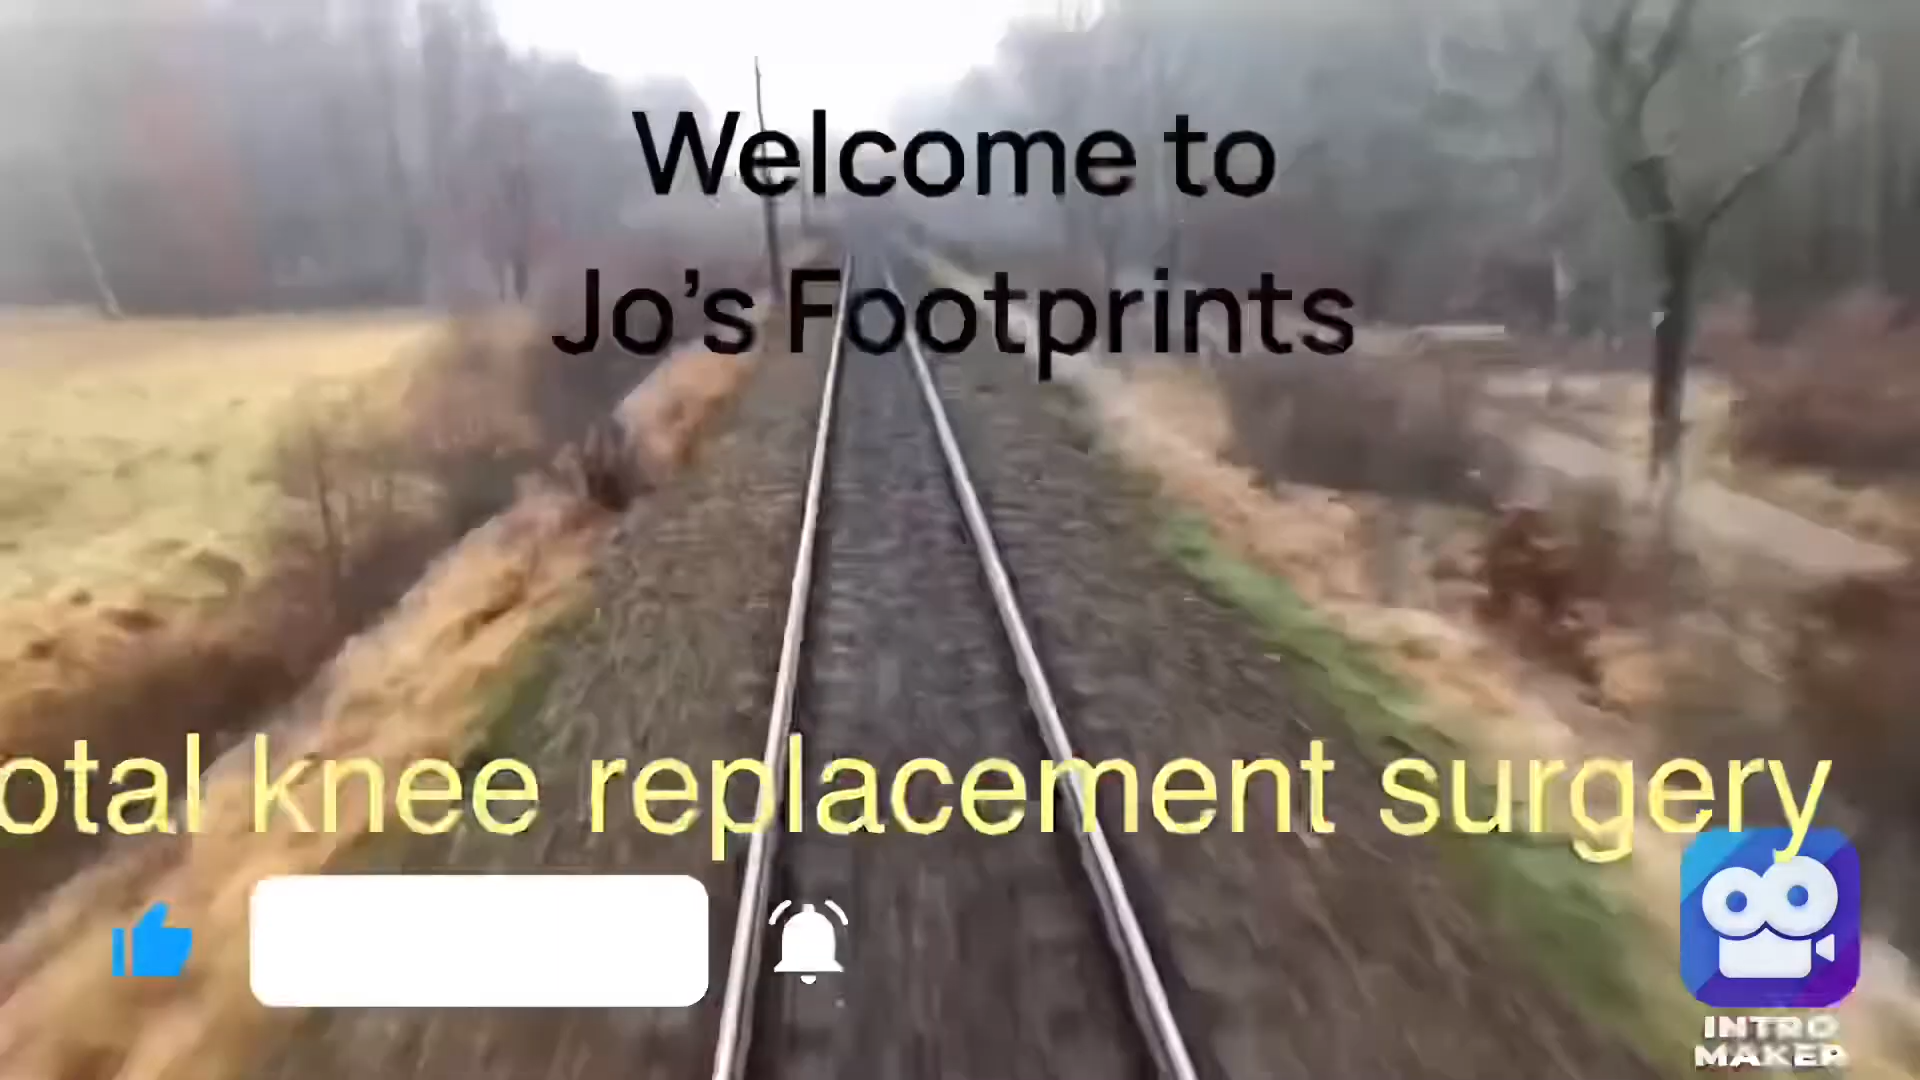 Welcome to
Jo’s Footprints
otal knee replacement surgery
INTRO
MAKER